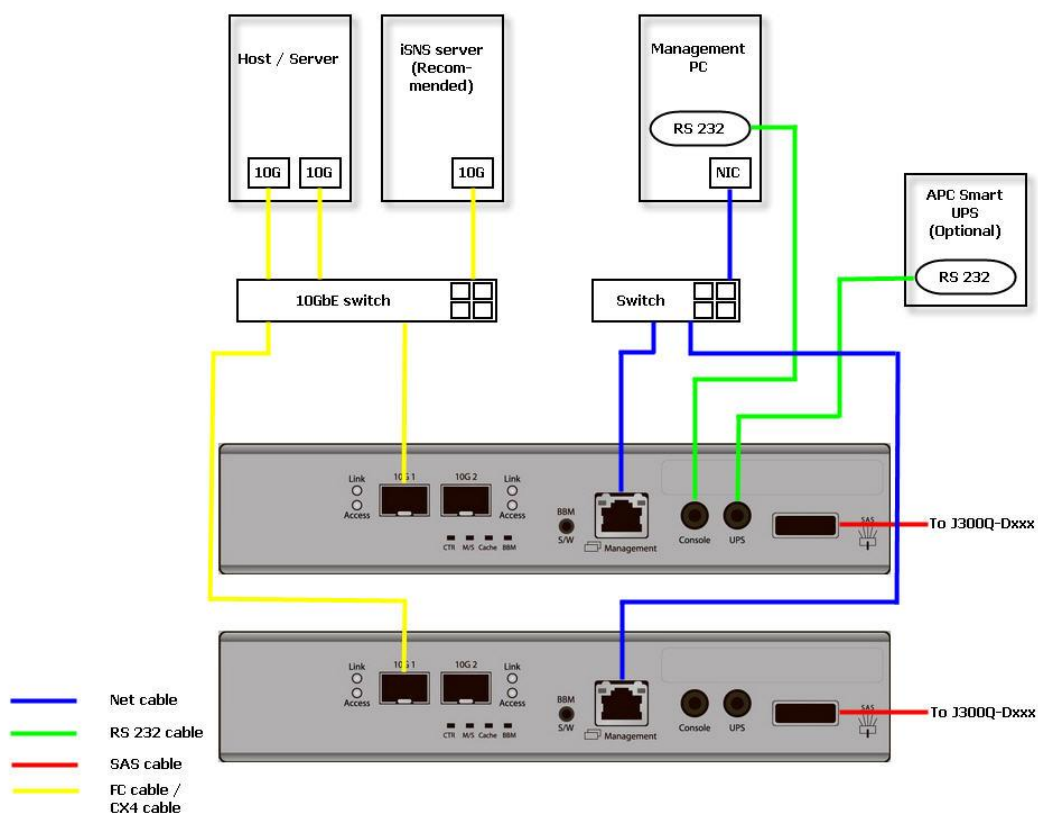 Host / Server
iSNS server
(Recom-
mended)
Management
PC
RS 232
10G
10G
10G
NIC
APC Smart
UPS
(Optional)
RS 232
10GbE switch
Switch
Link
Access
10G 1
10G 2
Link
Access
CTR M/S Cache BBM
BBM
S/W
Management
Console
UPS
SAS
To J300Q-Dxxx
Link
Access
10G 1
10G 2
Link
Access
CTR M/S Cache BBM
BBM
S/W
Management
Console
UPS
SAS
To J300Q-Dxxx
Net cable
RS 232 cable
SAS cable
FC cable /
CX4 cable